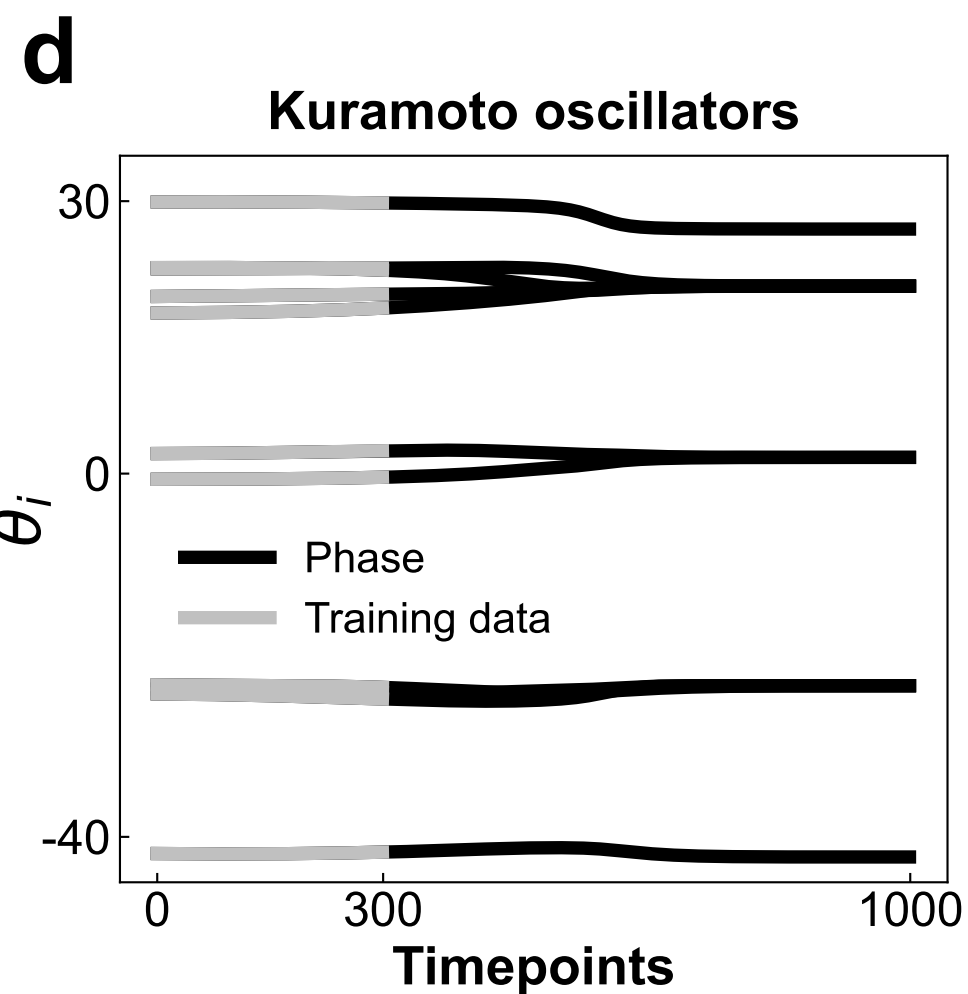 d
Kuramoto oscillators
30
0
-40
θi
Phase
Training data
0 300 1000
Timepoints